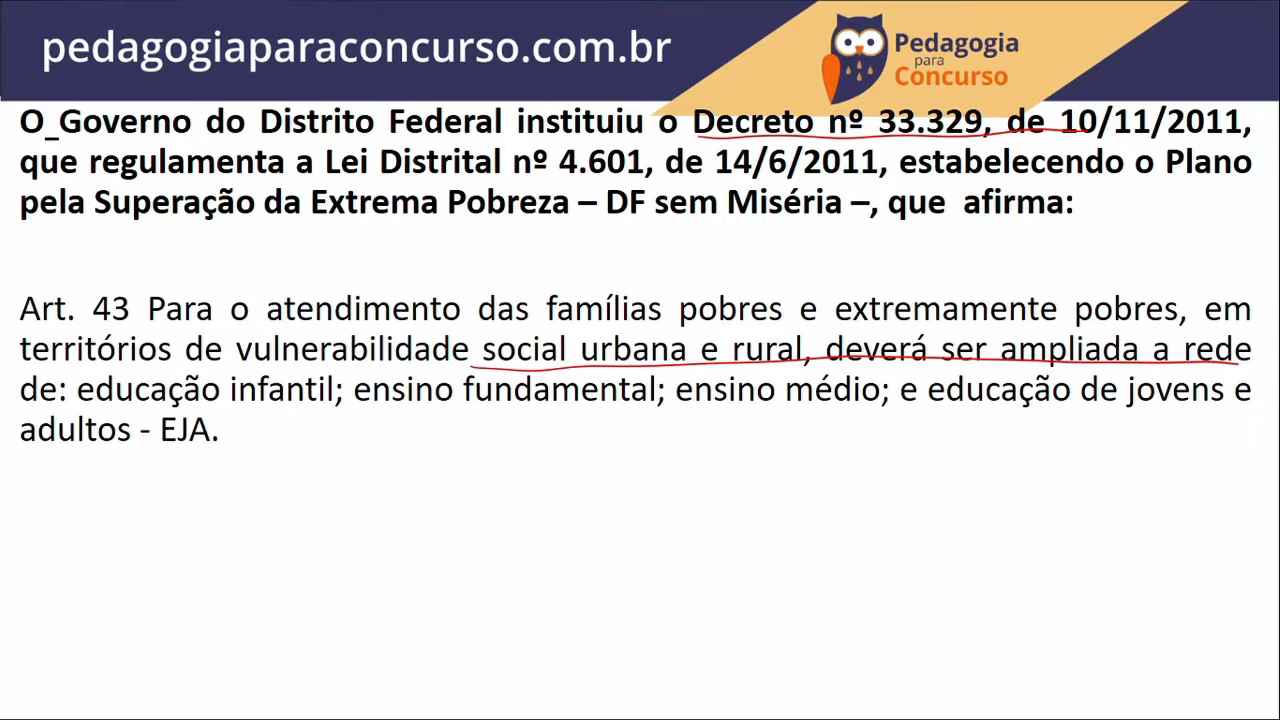 pedagogiaparaconcurso.com.br
Pedagogia
para
Concurso
O_Governo do Distrito Federal instituiu o Decreto nº 33.329, de 10/11/2011,
que regulamenta a Lei Distrital nº 4.601, de 14/6/2011, estabelecendo o Plano
pela Superação da Extrema Pobreza – DF sem Miséria –, que afirma:
Art. 43 Para o atendimento das famílias pobres e extremamente pobres, em
territórios de vulnerabilidade social urbana e rural, deverá ser ampliada a rede
de: educação infantil; ensino fundamental; ensino médio; e educação de jovens e
adultos - EJA.